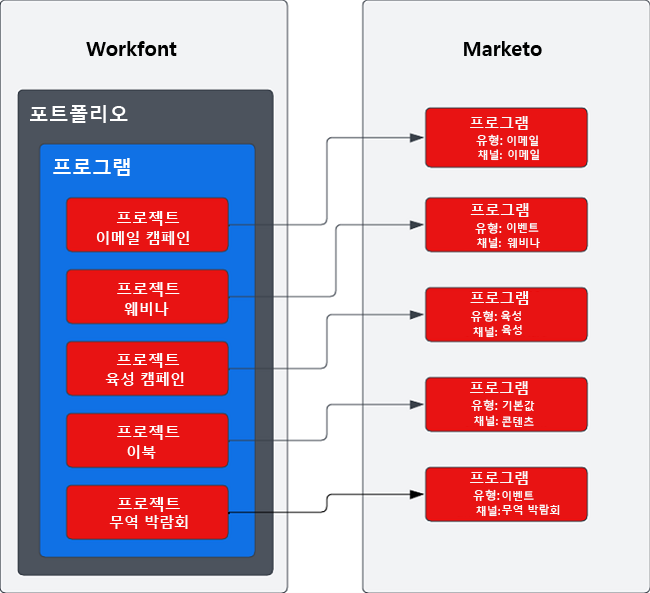 Workfont
포트폴리오
프로그램
프로젝트
이메일 캠페인
프로젝트
웨비나
프로젝트
육성 캠페인
프로젝트
이북
프로젝트
무역 박람회
Marketo
프로그램
유형: 이메일
채널: 이메일
프로그램
유형: 이벤트
채널: 웨비나
프로그램
유형: 육성
채널: 육성
프로그램
유형: 기본값
채널: 콘텐츠
프로그램
유형: 이벤트
채널:무역 박람회